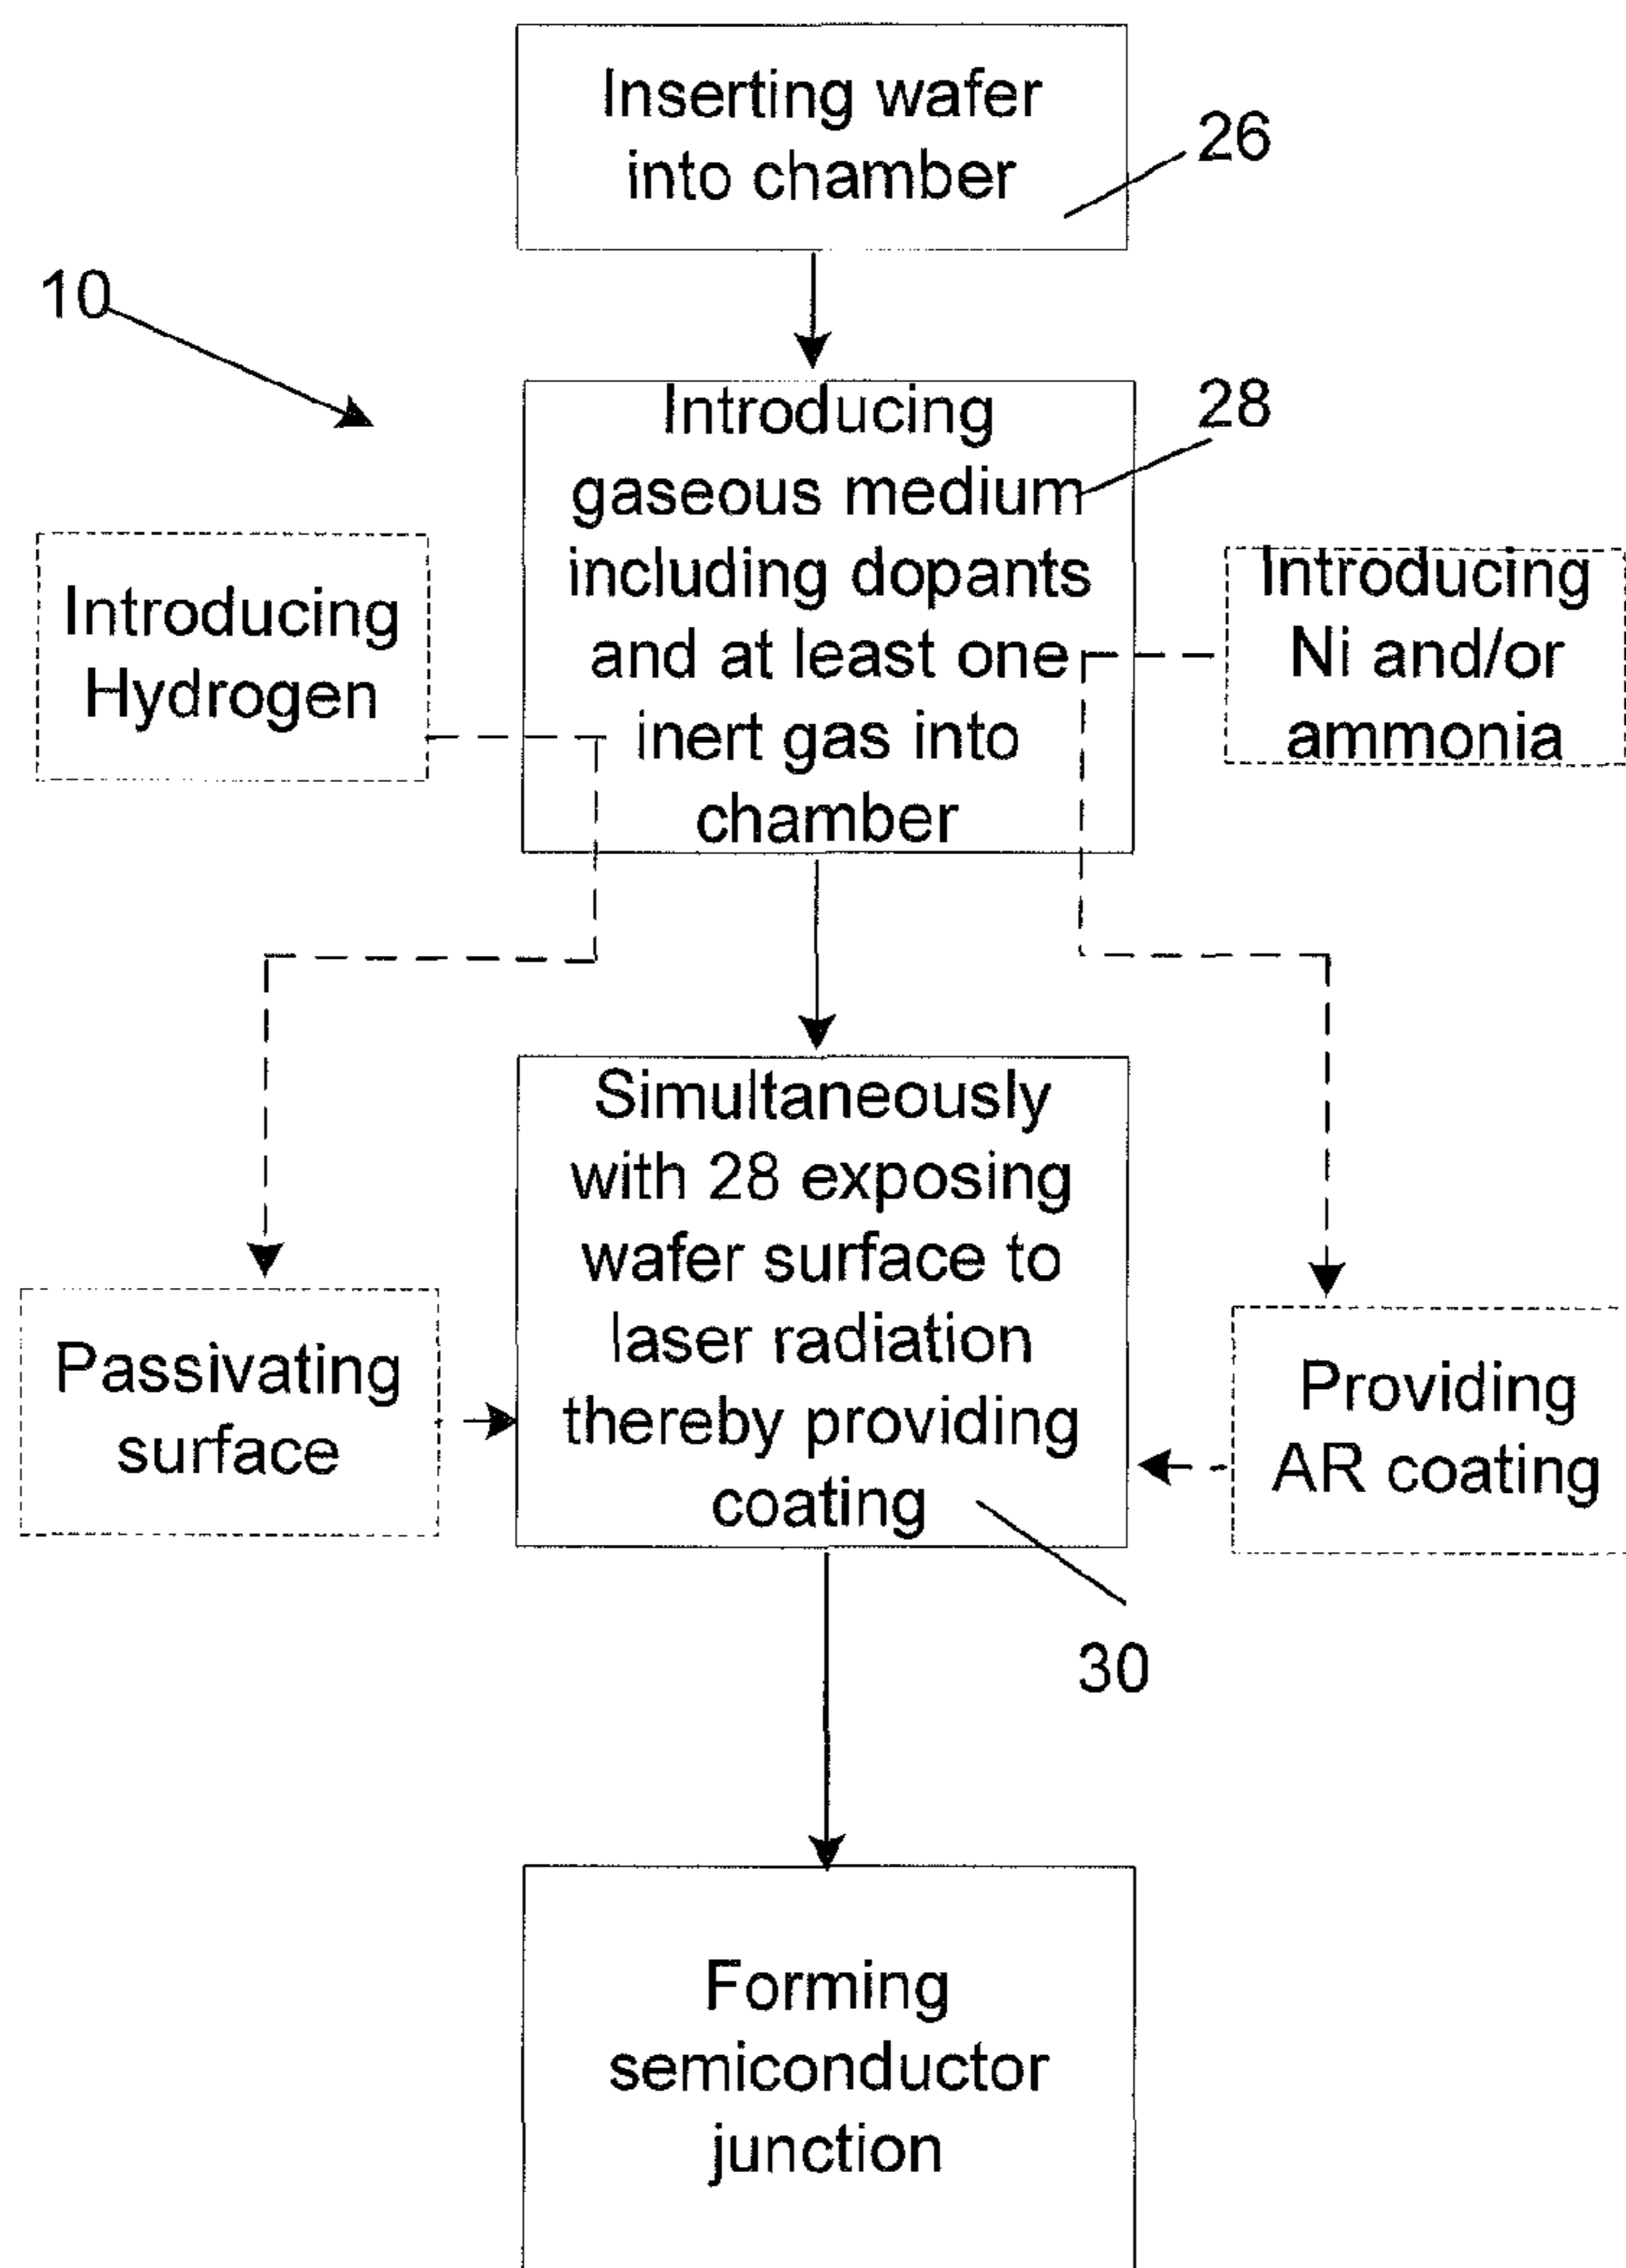 Inserting wafer
into chamber
26
10
Introducing
gaseous medium
including dopants
and at least one
inert gas into
chamber
28
Introducing
Hydrogen
Introducing
Ni and/or
ammonia
Simultaneously
with 28 exposing
wafer surface to
laser radiation
thereby providing
coating
Passivating
surface
Providing
AR coating
30
Forming
semiconductor
junction